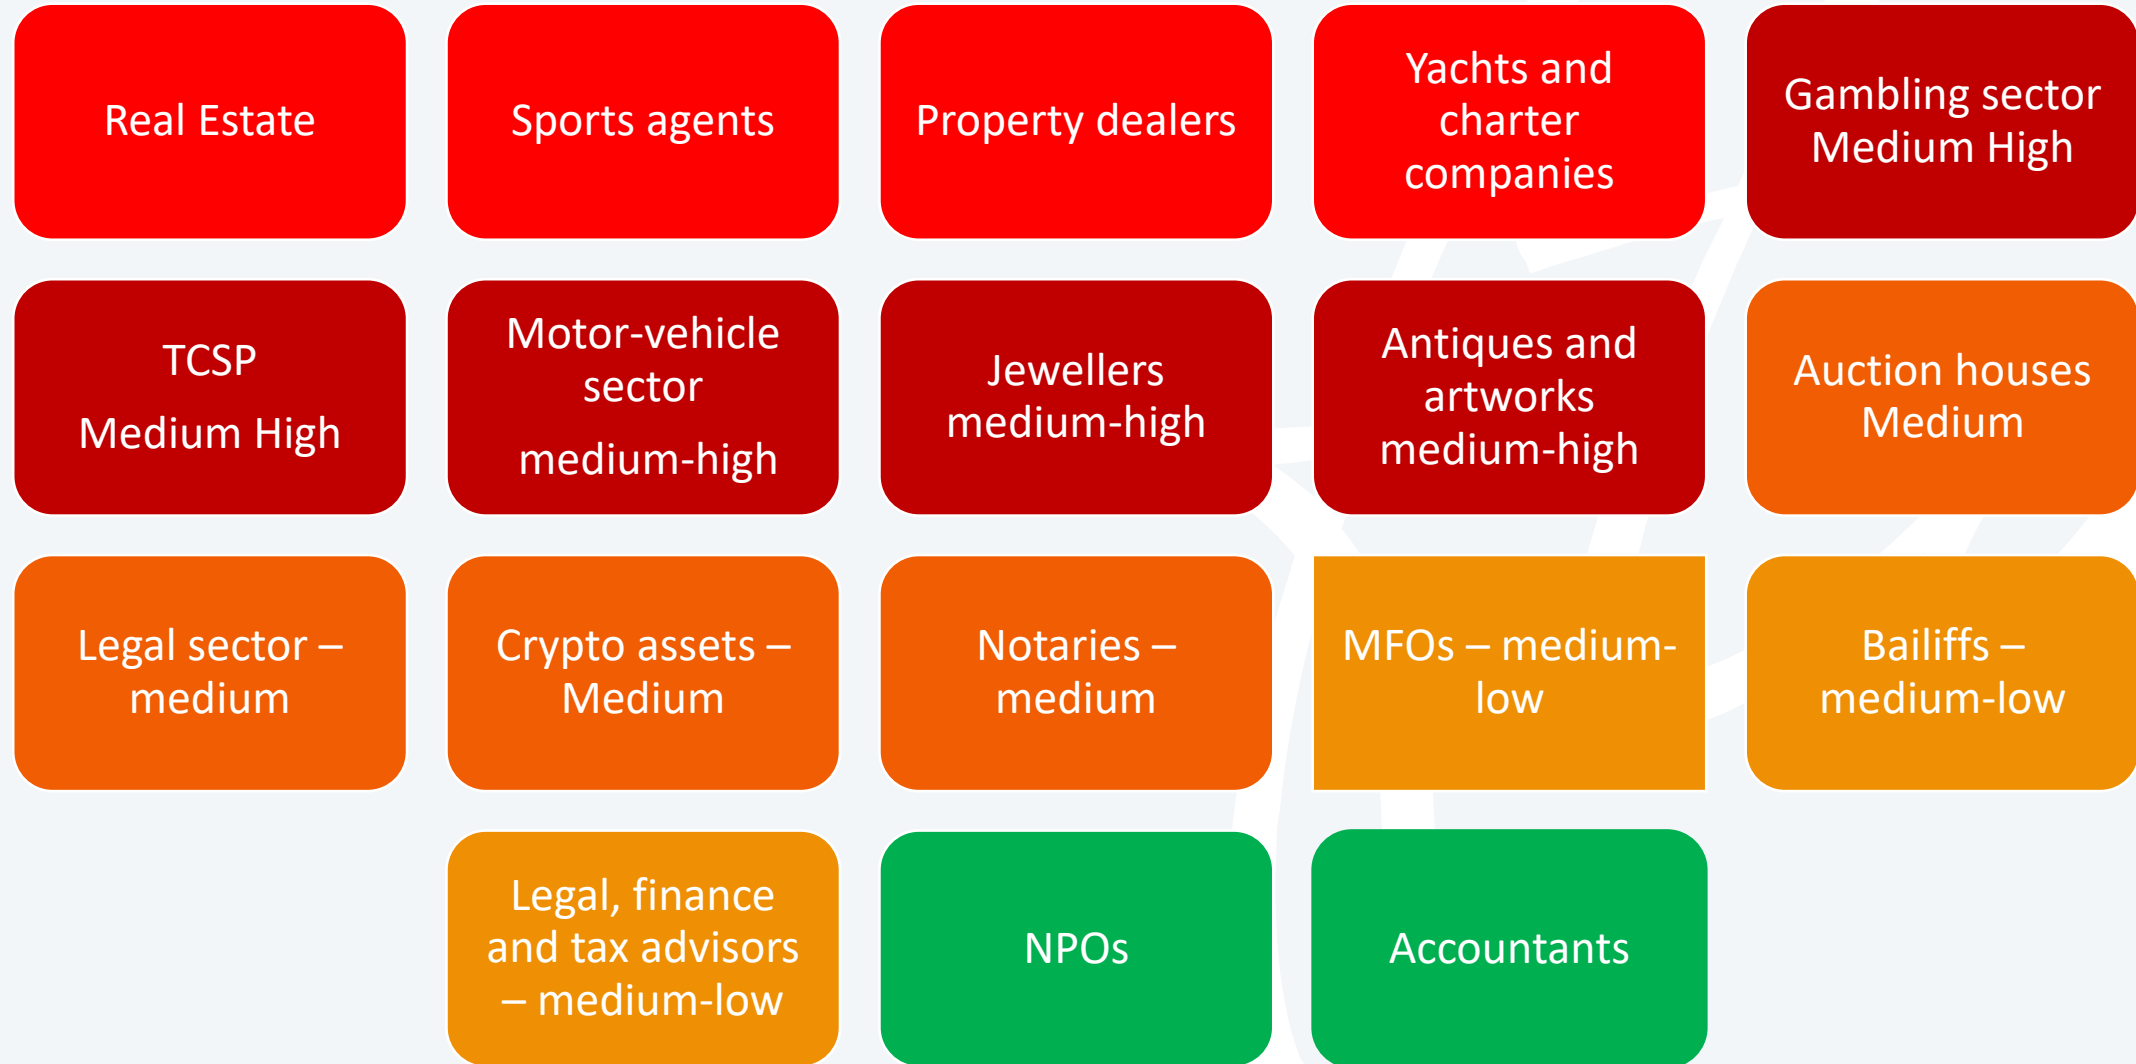 Real Estate
Sports agents
Property dealers
Yachts and
charter
companies
Gambling sector
Medium High
TCSP
Medium High
Motor-vehicle
sector
medium-high
Jewellers
medium-high
Antiques and
artworks
medium-high
Auction houses
Medium
Legal sector –
medium
Crypto assets –
Medium
Notaries –
medium
MFOs – medium-
low
Bailiffs –
medium-low
Legal, finance
and tax advisors
– medium-low
NPOs
Accountants